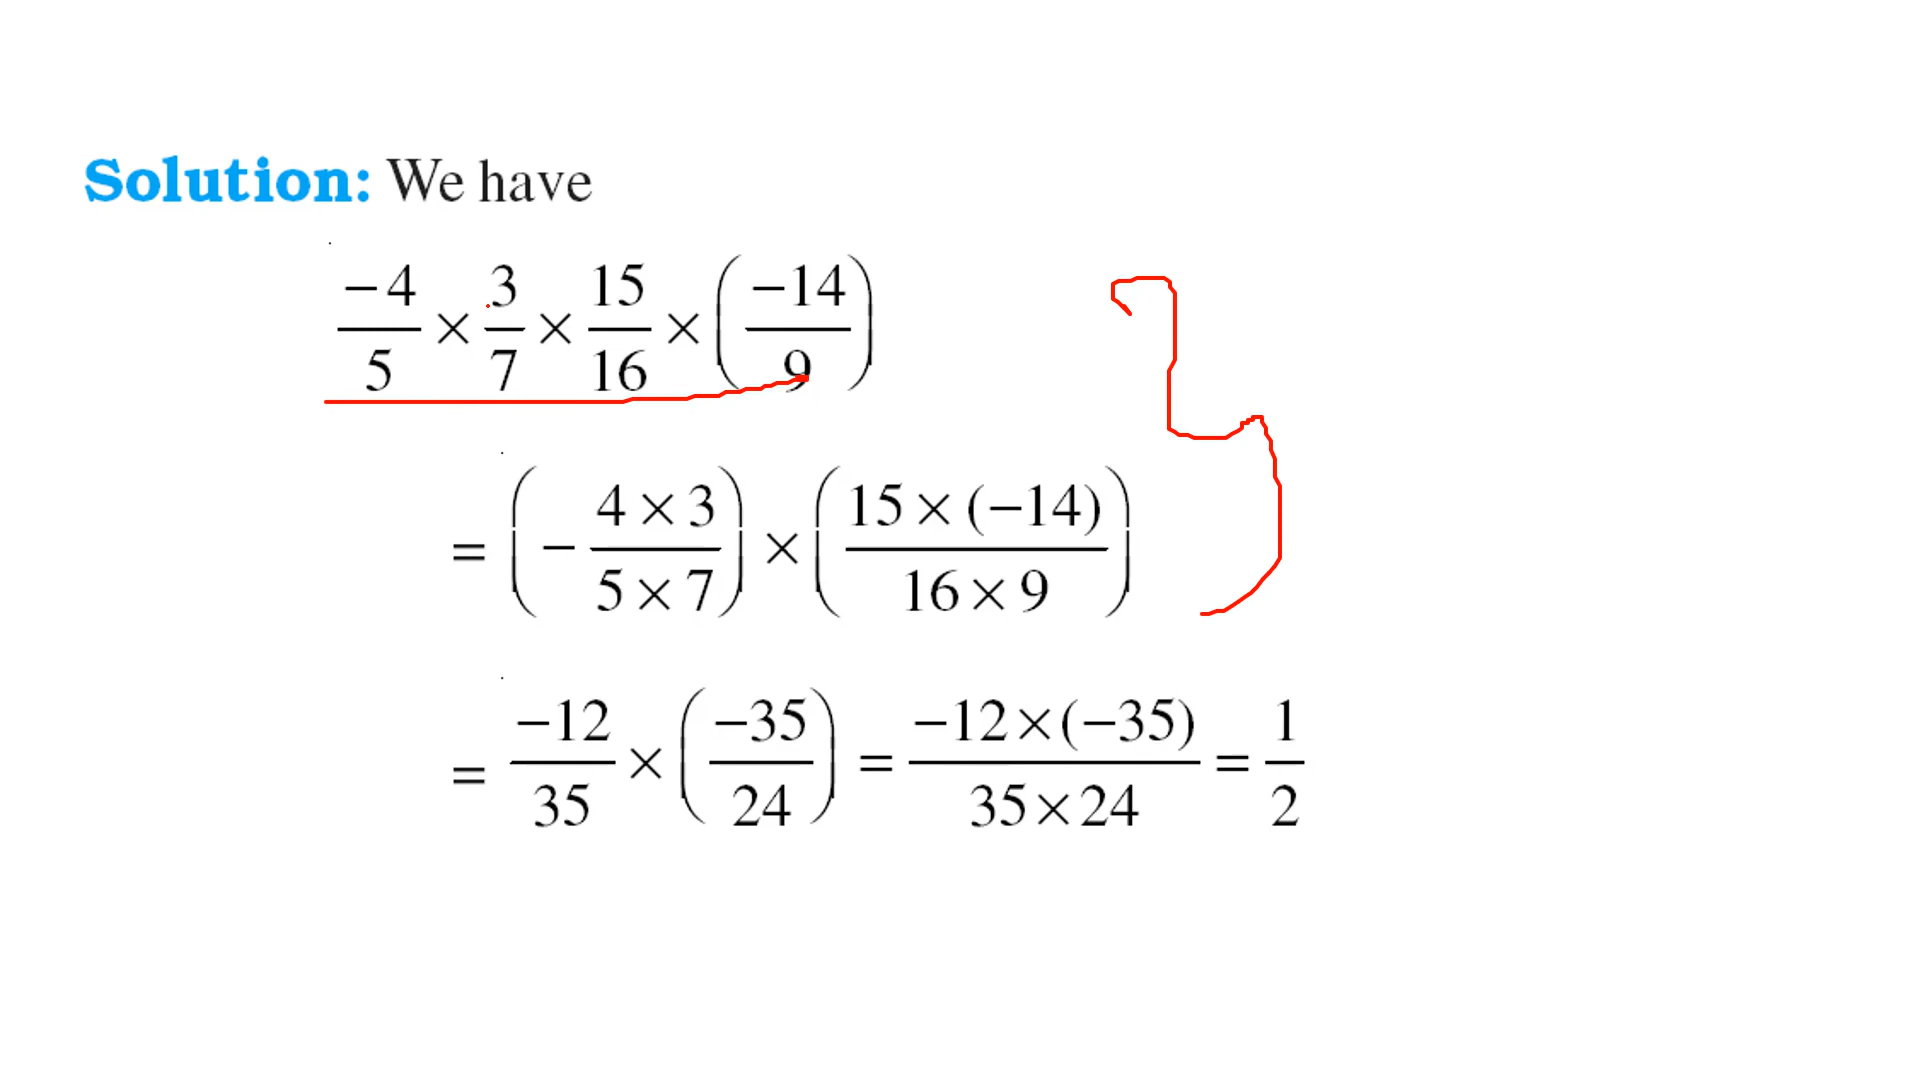 Solution: We have
−4/5 × 3/7 × 15/16 × (−14/9)
= (− 4 × 3/5 × 7) × (15 × (−14)/16 × 9)
= −12/35 × (−35/24) = −12 × (−35)/35 × 24 = 1/2